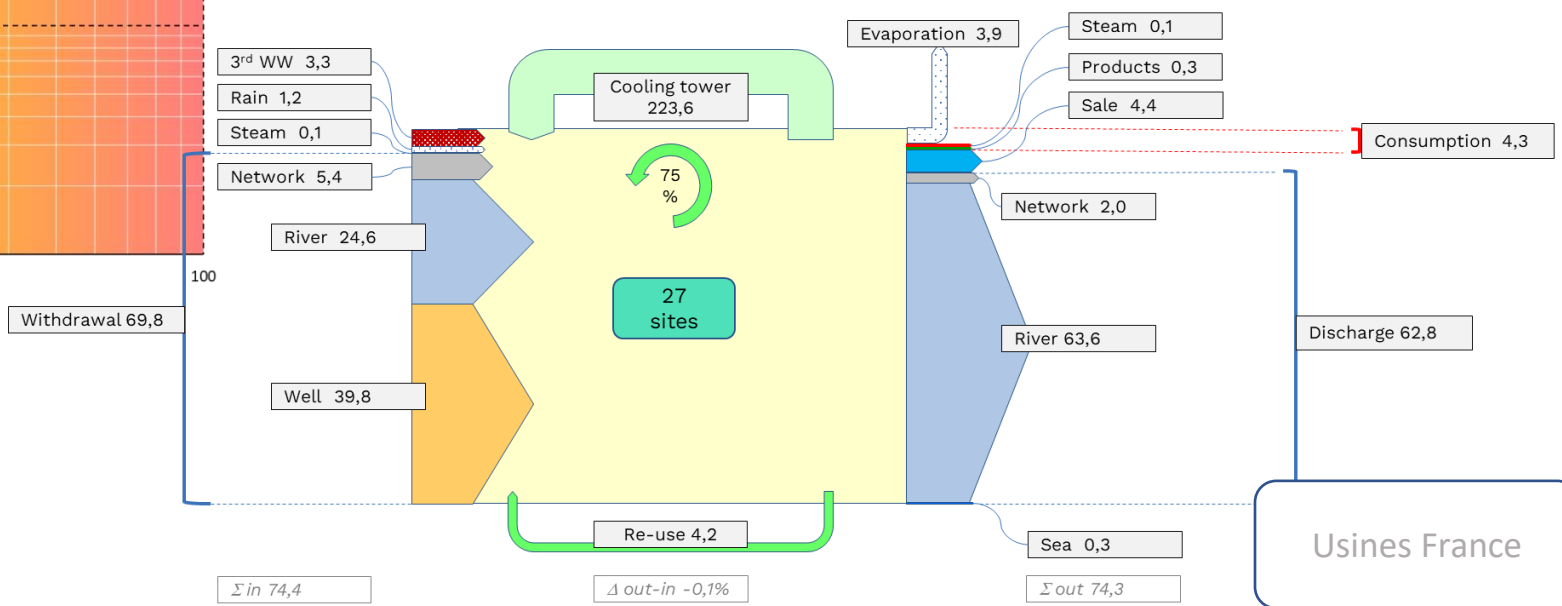 Evaporation 3,9
Steam 0,1
3rd WW 3,3
Products 0,3
Cooling tower
223,6
Rain 1,2
Sale 4,4
Steam 0,1
Consumption 4,3
Network 5,4
75
%
Network 2,0
River 24,6
100
27
sites
Withdrawal 69,8
River 63,6
Discharge 62,8
Well 39,8
Re-use 4,2
Sea 0,3
Usines France
Σ in 74,4
Δ out-in -0,1%
Σ out 74,3